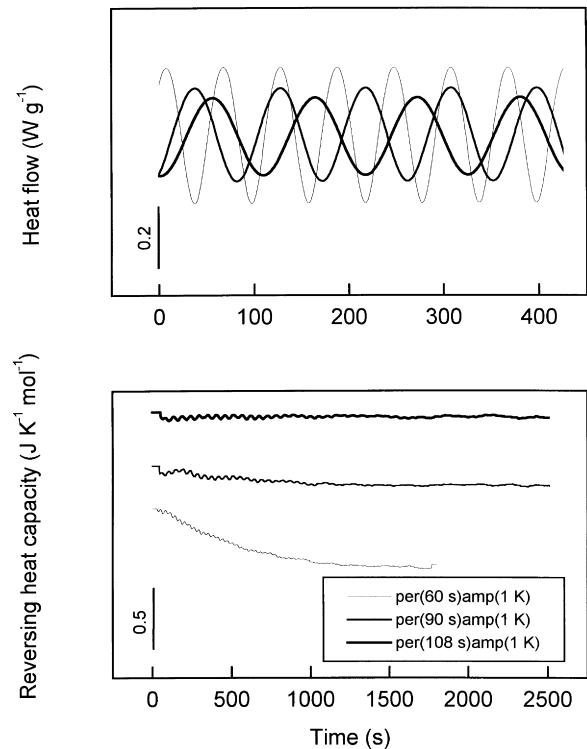 Heat flow (W g⁻¹)
0.2
0 100 200 300 400
Reversing heat capacity (J K⁻¹ mol⁻¹)
0.5
per(60 s)amp(1 K)
per(90 s)amp(1 K)
per(108 s)amp(1 K)
0 500 1000 1500 2000 2500
Time (s)